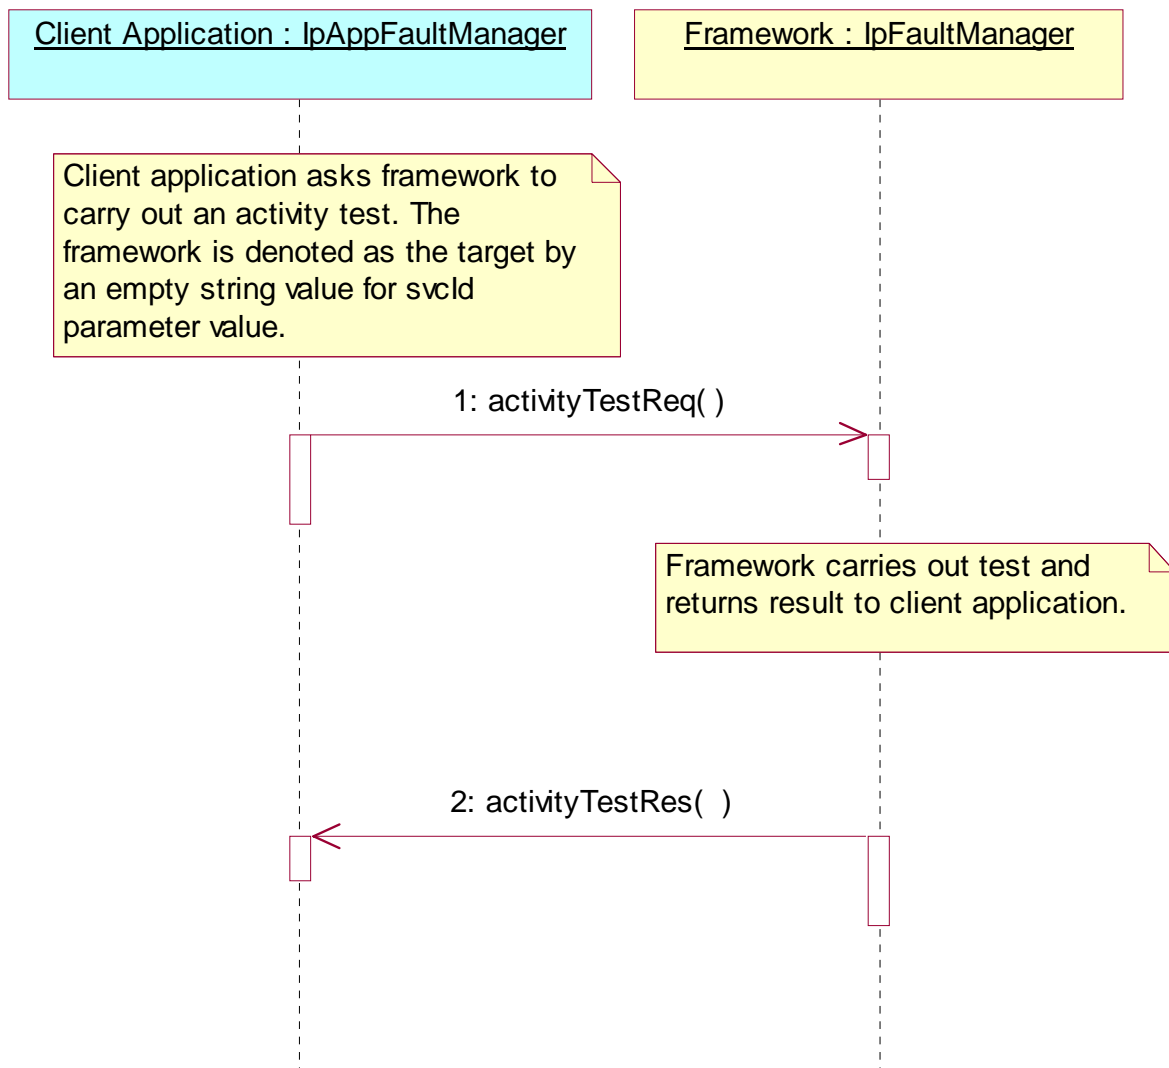 Client Application : IpAppFaultManager
Framework : IpFaultManager
Client application asks framework to
carry out an activity test. The
framework is denoted as the target by
an empty string value for svcId
parameter value.
1: activityTestReq( )
Framework carries out test and
returns result to client application.
2: activityTestRes(  )